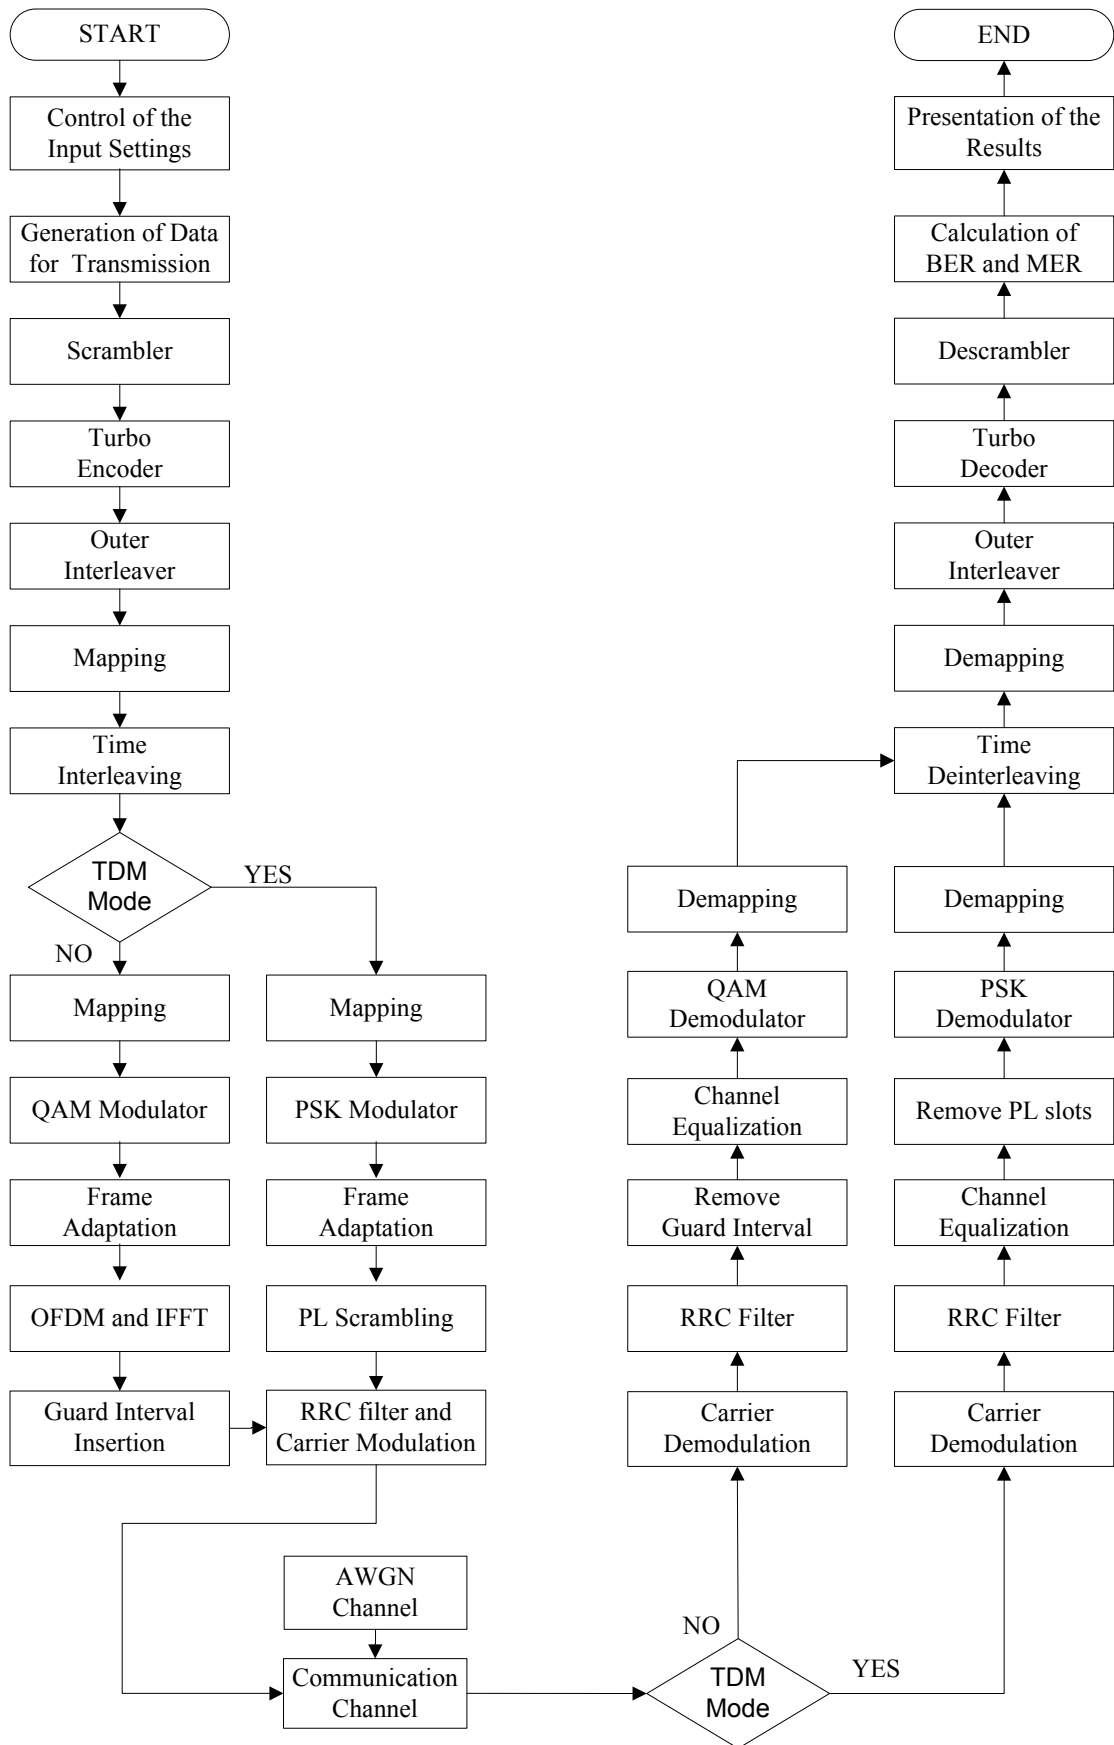 START
Control of the
Input Settings
Generation of Data
for Transmission
Scrambler
Turbo
Encoder
Outer
Interleaver
Mapping
Time
Interleaving
TDM
Mode
YES
NO
Mapping
QAM Modulator
Frame
Adaptation
OFDM and IFFT
Guard Interval
Insertion
Mapping
PSK Modulator
Frame
Adaptation
PL Scrambling
RRC filter and
Carrier Modulation
AWGN
Channel
Communication
Channel
TDM
Mode
NO
YES
Carrier
Demodulation
RRC Filter
Remove
Guard Interval
Channel
Equalization
QAM
Demodulator
Demapping
Carrier
Demodulation
RRC Filter
Channel
Equalization
Remove PL slots
PSK
Demodulator
Demapping
Time
Deinterleaving
Demapping
Outer
Interleaver
Turbo
Decoder
Descrambler
Calculation of
BER and MER
Presentation of the
Results
END